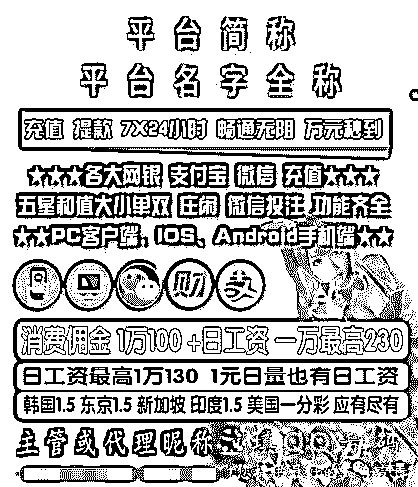 平台简称
平台名字全称
充值 提款 7X24小时 畅通无阻 万元秒到
★★★各大网银 支付宝 微信 充值★★★
五星和值大小单双 庄闲 微信投注 功能齐全
★★PC客户端、IOS、Android手机端★★
财 支
消费佣金 1万100 +日工资 一万最高230
日工资最高1万130 1元日量也有日工资
韩国1.5 东京1.5 新加坡 印度1.5 美国一分彩 应有尽有
主管或代理昵称